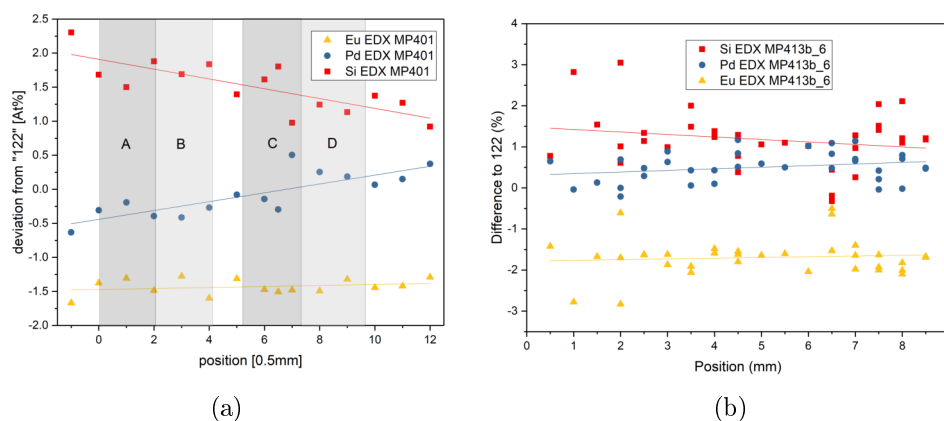 2.5
2.0
1.5
1.0
0.5
0.0
-0.5
-1.0
-1.5
-2.0
deviation from "122" [At%]
Eu EDX MP401
Pd EDX MP401
Si EDX MP401
A
B
C
D
0
2
4
6
8
10
12
position [0.5mm]
(a)
4
3
2
1
0
-1
-2
-3
Difference to 122 (%)
Si EDX MP413b_6
Pd EDX MP413b_6
Eu EDX MP413b_6
0
1
2
3
4
5
6
7
8
Position (mm)
(b)